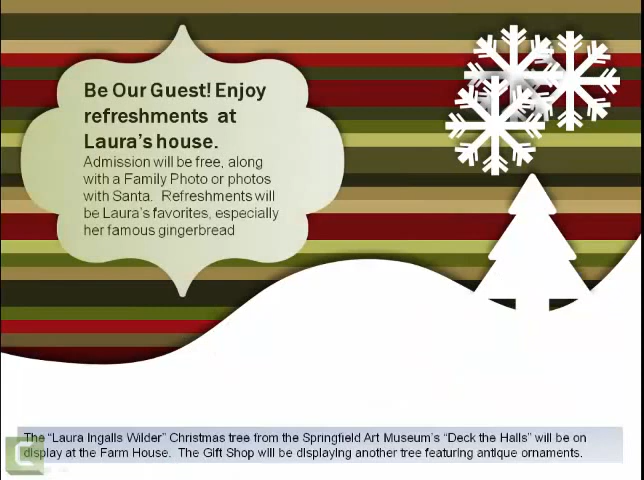 Be Our Guest! Enjoy
refreshments at
Laura's house.
Admission will be free, along
with a Family Photo or photos
with Santa. Refreshments will
be Laura's favorites, especially
her famous gingerbread
The “Laura Ingalls Wilder” Christmas tree from the Springfield Art Museum's “Deck the Halls” will be on
display at the Farm House. The Gift Shop will be displaying another tree featuring antique ornaments.